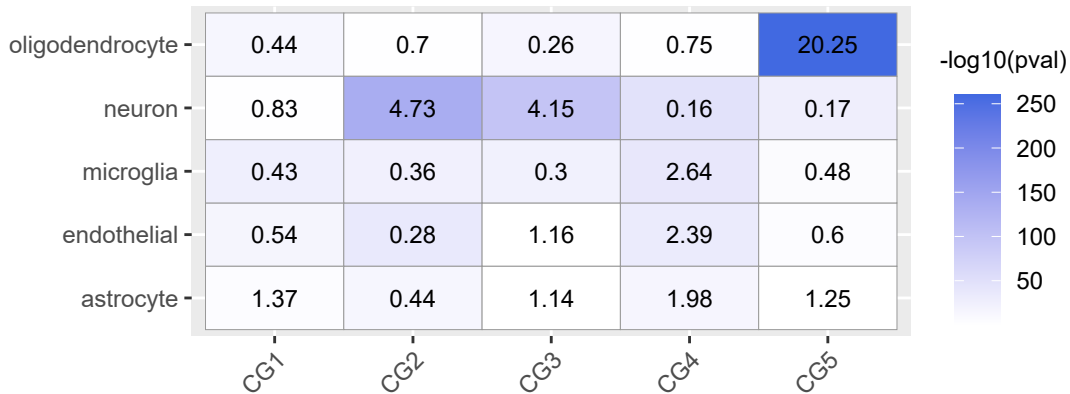 oligodendrocyte 0.44 0.7 0.26 0.75 20.25
neuron 0.83 4.73 4.15 0.16 0.17
microglia 0.43 0.36 0.3 2.64 0.48
endothelial 0.54 0.28 1.16 2.39 0.6
astrocyte 1.37 0.44 1.14 1.98 1.25
CG1 CG2 CG3 CG4 CG5
-log10(pval)
250
200
150
100
50